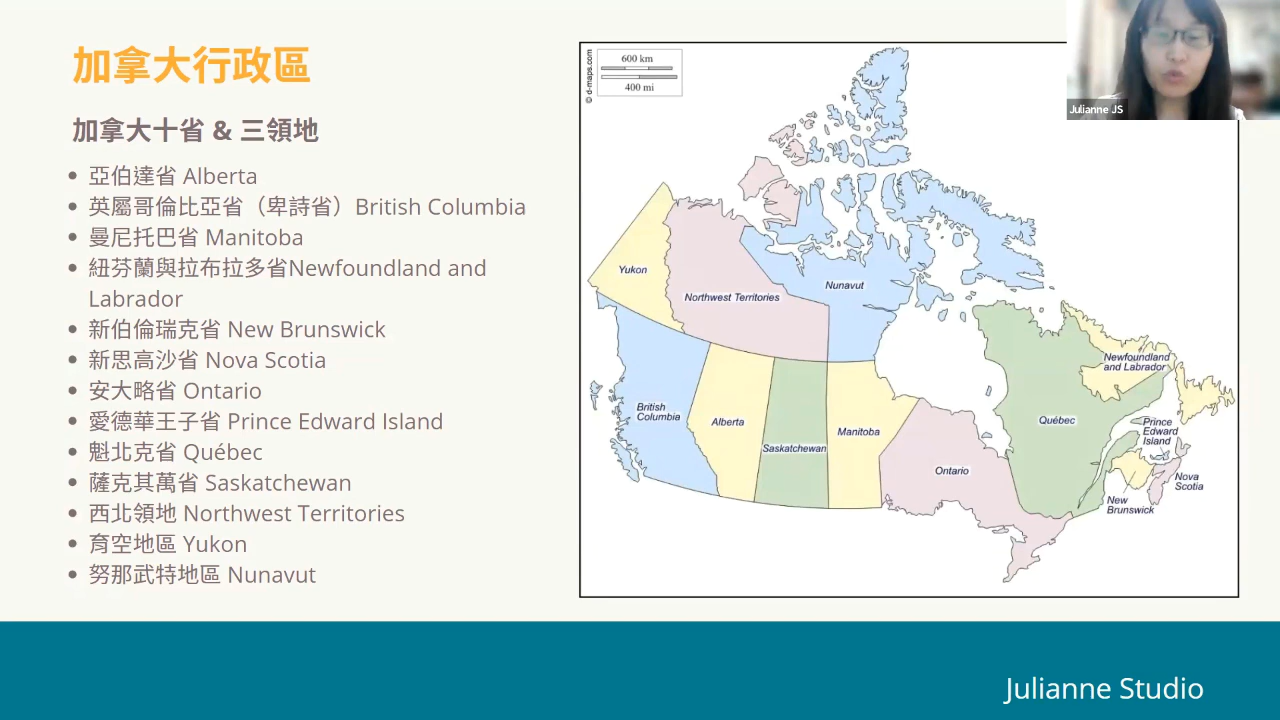 加拿大行政區
加拿大十省 & 三領地
亞伯達省 Alberta
英屬哥倫比亞省（卑詩省）British Columbia
曼尼托巴省 Manitoba
紐芬蘭與拉布拉多省Newfoundland and
Labrador
新伯倫瑞克省 New Brunswick
新思高沙省 Nova Scotia
安大略省 Ontario
愛德華王子省 Prince Edward Island
魁北克省 Québec
薩克其萬省 Saskatchewan
西北領地 Northwest Territories
育空地區 Yukon
努那武特地區 Nunavut
© d-maps.com
600 km
400 mi
Yukon
Northwest Territories
Nunavut
British
Columbia
Alberta
Saskatchewan
Manitoba
Ontario
Québec
Newfoundland
and Labrador
Prince
Edward
Island
Nova
Scotia
New
Brunswick
Julianne JS
Julianne Studio